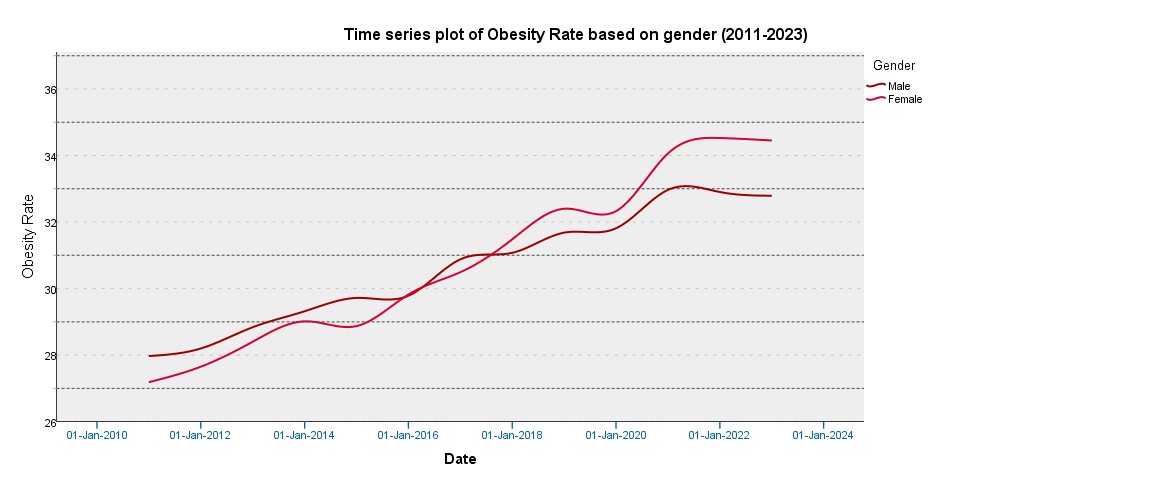 Time series plot of Obesity Rate based on gender (2011-2023)
Gender
Male
Female
Obesity Rate
36
34
32
30
28
26
01-Jan-2010 01-Jan-2012 01-Jan-2014 01-Jan-2016 01-Jan-2018 01-Jan-2020 01-Jan-2022 01-Jan-2024
Date